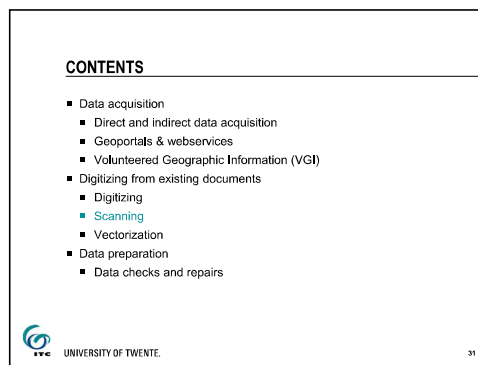 CONTENTS
Data acquisition
Direct and indirect data acquisition
Geoportals & webservices
Volunteered Geographic Information (VGI)
Digitizing from existing documents
Digitizing
Scanning
Vectorization
Data preparation
Data checks and repairs
ITC UNIVERSITY OF TWENTE. 31